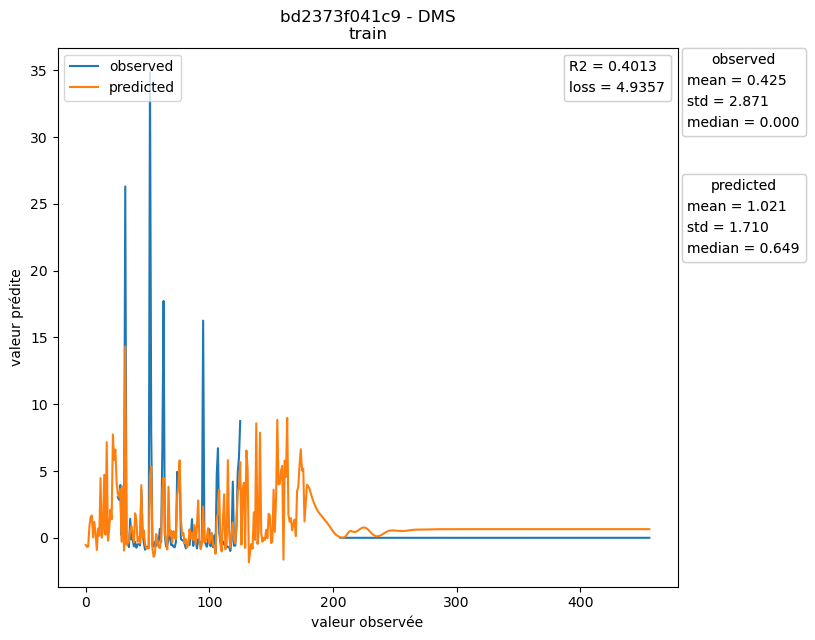 bd2373f041c9 - DMS
train
observed
predicted
R2 = 0.4013
loss = 4.9357
observed
mean = 0.425
std = 2.871
median = 0.000
predicted
mean = 1.021
std = 1.710
median = 0.649
valeur prédite
35
30
25
20
15
10
5
0
0
100
200
300
400
valeur observée